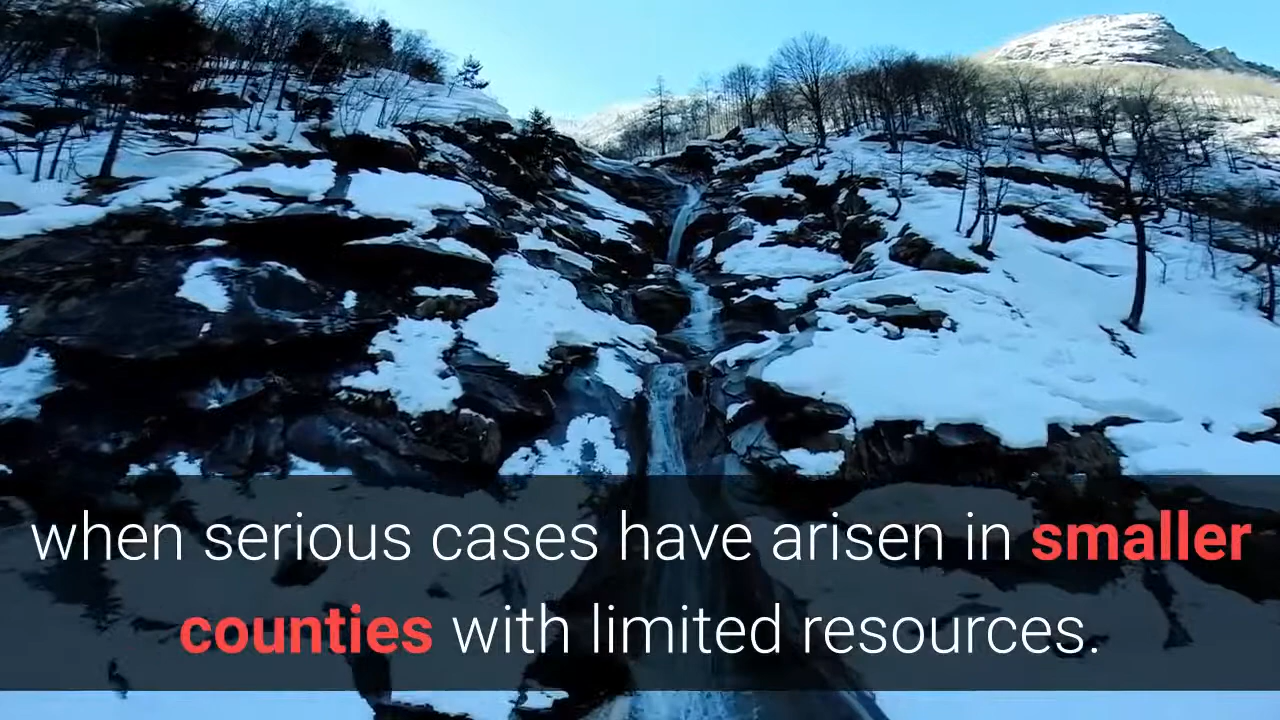 when serious cases have arisen in smaller
counties with limited resources.